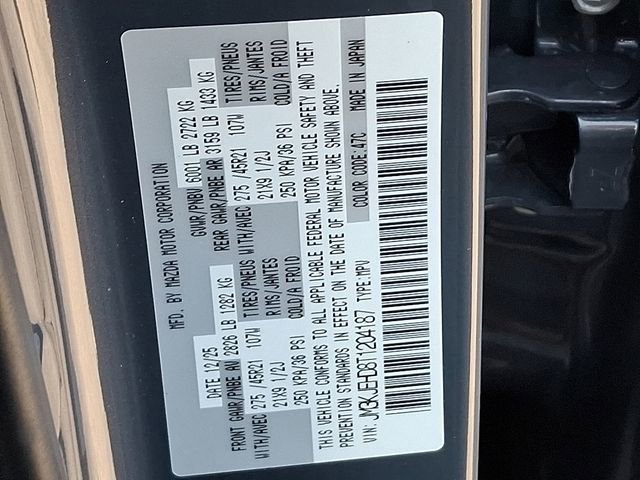 MFD. BY MAZDA MOTOR CORPORATION
DATE 12/25 GVWR/PNBV 6001 LB 2722 KG
FRONT GAWR/PNBE AV 2826 LB 1282 KG REAR GAWR/PNBE AR 3159 LB 1433 KG
WITH/AVEC 275 /45R21 107W TIRES/PNEUS WITH/AVEC 275 /45R21 107W TIRES/PNEUS
21X9 1/2J RIMS/JANTES 21X9 1/2J RIMS/JANTES
250 KPA/36 PSI COLD/A FROID 250 KPA/36 PSI COLD/A FROID
THIS VEHICLE CONFORMS TO ALL APPLICABLE FEDERAL MOTOR VEHICLE SAFETY AND THEFT
PREVENTION STANDARDS IN EFFECT ON THE DATE OF MANUFACTURE SHOWN ABOVE.
VIN: JM3KJEHD8T1204187 TYPE:MPV COLOR CODE:47C MADE IN JAPAN